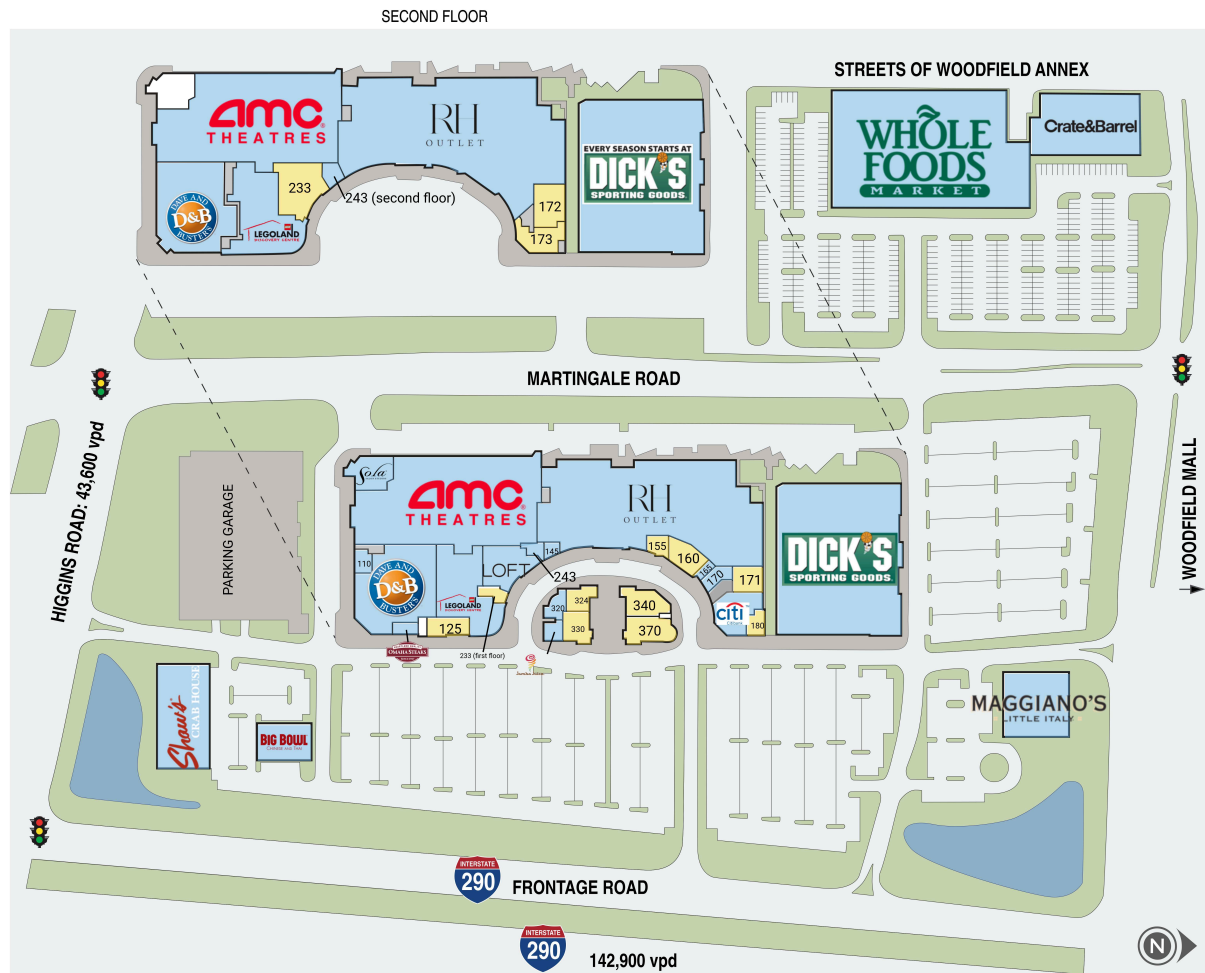 SECOND FLOOR
STREETS OF WOODFIELD ANNEX
amc
THEATRES
RH
OUTLET
EVERY SEASON STARTS AT
DICK'S
SPORTING GOODS
WHOLE
FOODS
MARKET
Crate&Barrel
233
243 (second floor)
172
173
DAVE AND
D&B
BUSTERS
LEGOLAND
DISCOVERY CENTRE
MARTINGALE ROAD
HIGGINS ROAD: 43,600 vpd
PARKING GARAGE
WOODFIELD MALL
Sola
amc
THEATRES
RH
OUTLET
DICK'S
SPORTING GOODS
110
DAVE AND
D&B
BUSTERS
LOFT
145
243
155
160
165
170
171
LEGOLAND
DISCOVERY CENTRE
125
320
324
330
340
370
citi
180
OMAHA STEAKS
233 (first floor)
Shaw's
CRAB HOUSE
BIG BOWL
CHINESE AND THAI
MAGGIANO'S
LITTLE ITALY
INTERSTATE
290
FRONTAGE ROAD
INTERSTATE
290
142,900 vpd
N